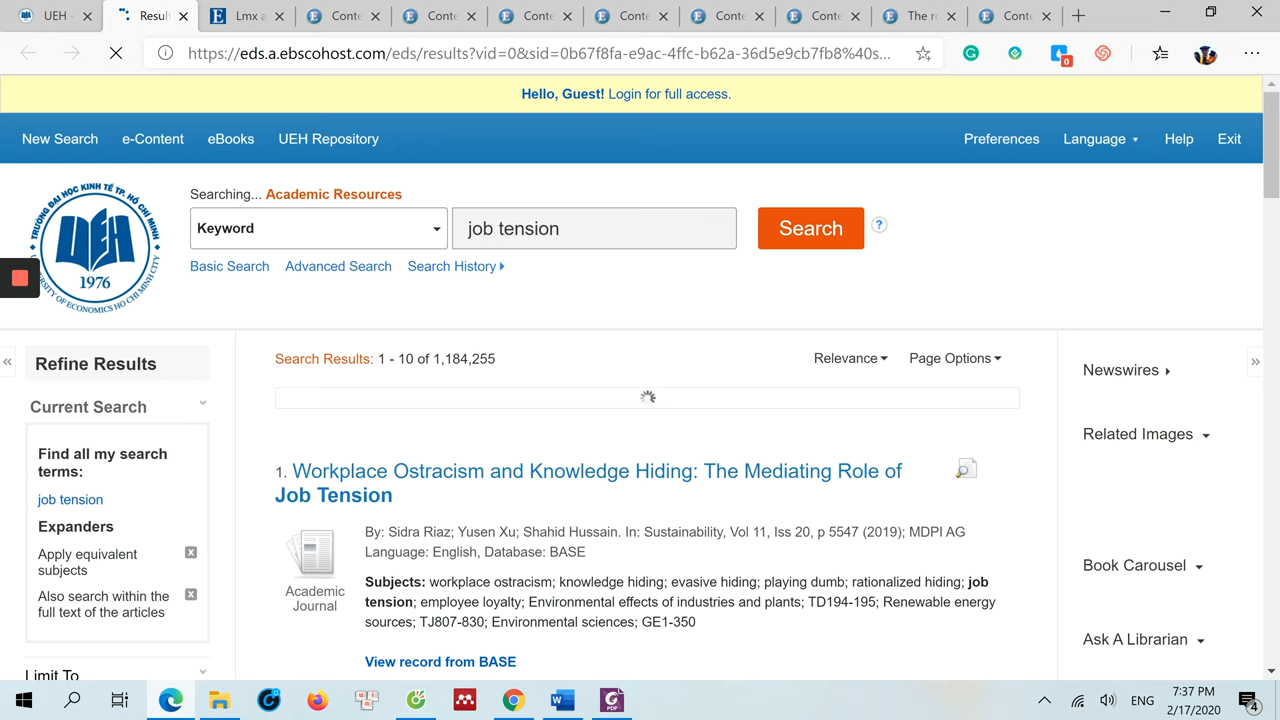 UEH -
Result
Lmx a
UEH Re
Conte
Conte
Conte
Conte
Conte
Conte
The ro
Conte
https://eds.a.ebscohost.com/eds/results?vid=0&sid=0b67f8fa-e9ac-4ffc-b62a-36d5e9cb7fb8%40s...
0
Hello, Guest! Login for full access.
New Search e-Content eBooks UEH Repository Preferences Language Help Exit
TRƯỜNG ĐẠI HỌC KINH TẾ TP. HỒ CHÍ MINH
UEH
1976
UNIVERSITY OF ECONOMICS HO CHI MINH CITY
Searching... Academic Resources
Keyword job tension Search ?
Basic Search Advanced Search Search History
Refine Results
Current Search
Find all my search
terms:
job tension
Expanders
Apply equivalent
subjects
Also search within the
full text of the articles
Limit To
Search Results: 1 - 10 of 1,184,255 Relevance Page Options
1. Workplace Ostracism and Knowledge Hiding: The Mediating Role of
Job Tension
Academic
Journal
By: Sidra Riaz; Yusen Xu; Shahid Hussain. In: Sustainability, Vol 11, Iss 20, p 5547 (2019); MDPI AG
Language: English, Database: BASE
Subjects: workplace ostracism; knowledge hiding; evasive hiding; playing dumb; rationalized hiding; job
tension; employee loyalty; Environmental effects of industries and plants; TD194-195; Renewable energy
sources; TJ807-830; Environmental sciences; GE1-350
View record from BASE
Newswires
Related Images
Book Carousel
Ask A Librarian
ENG
7:37 PM
2/17/2020
4